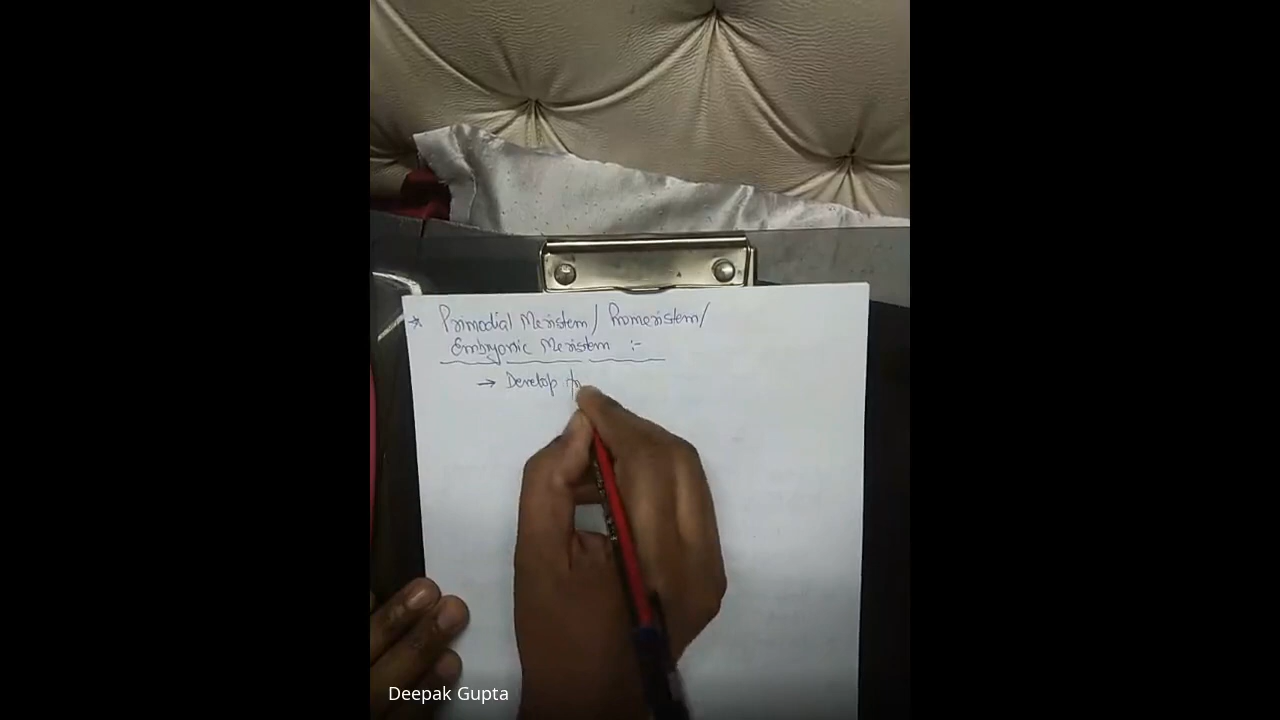 * Primodial Meristem / Promeristem /
Embryonic Meristem :-
→ Develop
Deepak Gupta